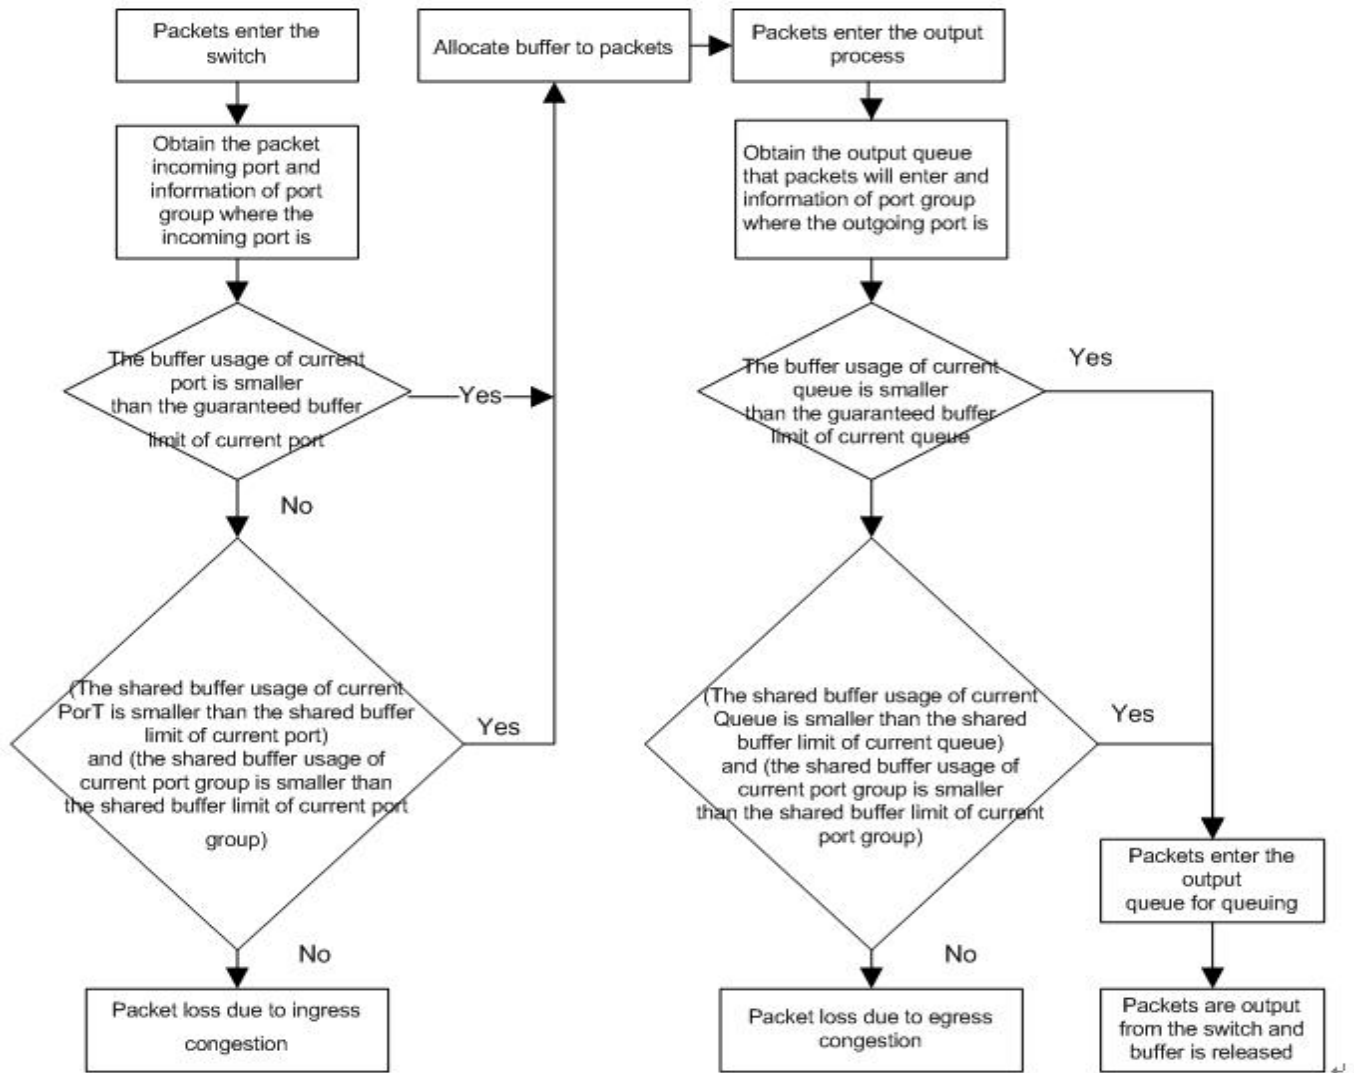 Packets enter the
switch
Obtain the packet
incoming port and
information of port
group where the
incoming port is
The buffer usage of current
port is smaller
than the guaranteed buffer
limit of current port
Yes
No
(The shared buffer usage of current
PorT is smaller than the shared buffer
limit of current port)
and (the shared buffer usage of
current port group is smaller than
the shared buffer limit of current port
group)
Yes
No
Packet loss due to ingress
congestion
Allocate buffer to packets
Packets enter the output
process
Obtain the output queue
that packets will enter and
information of port group
where the outgoing port is
The buffer usage of current
queue is smaller
than the guaranteed buffer
limit of current queue
Yes
(The shared buffer usage of current
Queue is smaller than the shared
buffer limit of current queue)
and (the shared buffer usage of
current port group is smaller
than the shared buffer limit of current
port group)
Yes
No
Packet loss due to egress
congestion
Packets enter the
output
queue for queuing
Packets are output
from the switch and
buffer is released